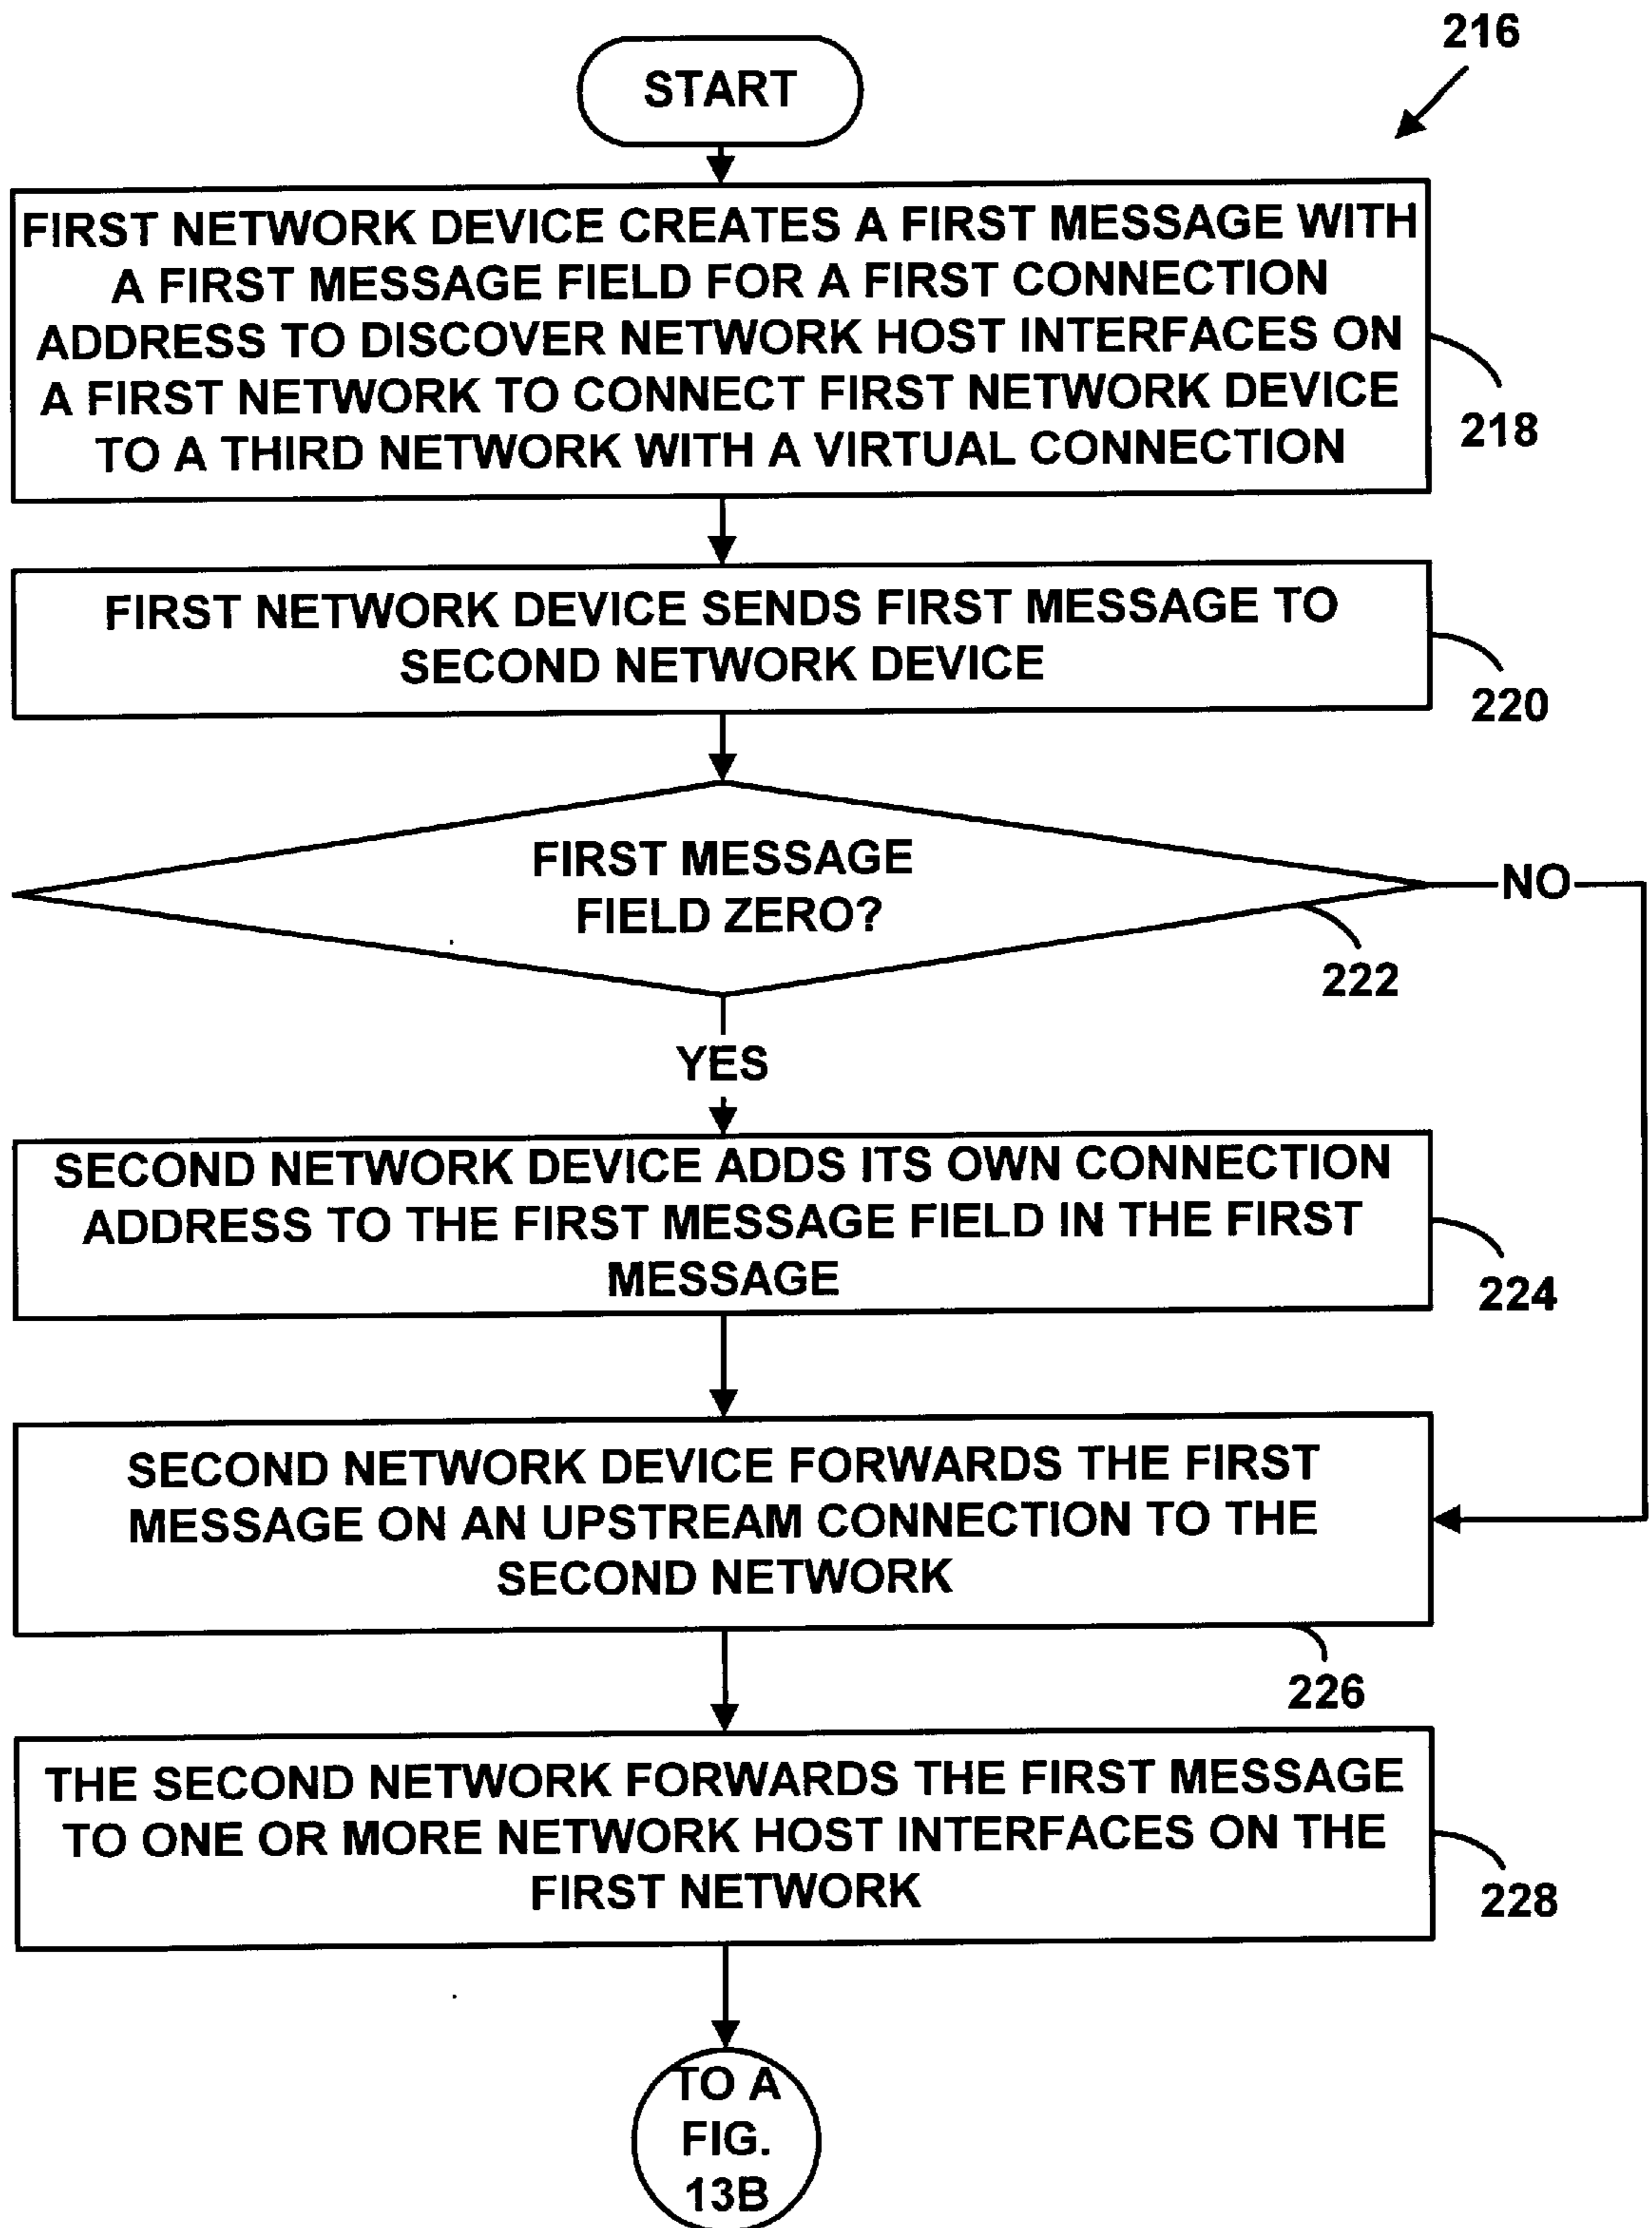 216
START
FIRST NETWORK DEVICE CREATES A FIRST MESSAGE WITH
A FIRST MESSAGE FIELD FOR A FIRST CONNECTION
ADDRESS TO DISCOVER NETWORK HOST INTERFACES ON
A FIRST NETWORK TO CONNECT FIRST NETWORK DEVICE
TO A THIRD NETWORK WITH A VIRTUAL CONNECTION
218
FIRST NETWORK DEVICE SENDS FIRST MESSAGE TO
SECOND NETWORK DEVICE
220
FIRST MESSAGE
FIELD ZERO?
NO
222
YES
SECOND NETWORK DEVICE ADDS ITS OWN CONNECTION
ADDRESS TO THE FIRST MESSAGE FIELD IN THE FIRST
MESSAGE
224
SECOND NETWORK DEVICE FORWARDS THE FIRST
MESSAGE ON AN UPSTREAM CONNECTION TO THE
SECOND NETWORK
226
THE SECOND NETWORK FORWARDS THE FIRST MESSAGE
TO ONE OR MORE NETWORK HOST INTERFACES ON THE
FIRST NETWORK
228
TO A
FIG.
13B